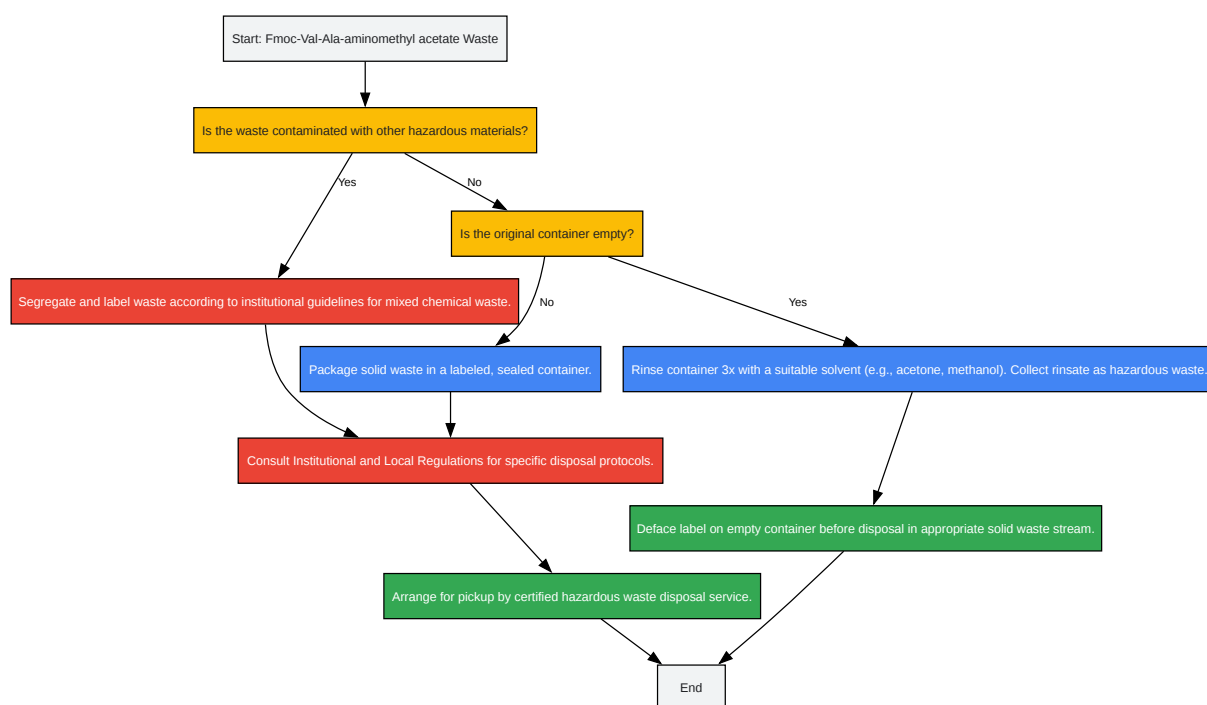 Start: Fmoc-Val-Ala-aminomethyl acetate Waste
Is the waste contaminated with other hazardous materials?
Yes
No
Is the original container empty?
Segregate and label waste according to institutional guidelines for mixed chemical waste.
No
Yes
Package solid waste in a labeled, sealed container.
Rinse container 3x with a suitable solvent (e.g., acetone, methanol). Collect rinsate as hazardous waste.
Consult Institutional and Local Regulations for specific disposal protocols.
Deface label on empty container before disposal in appropriate solid waste stream.
Arrange for pickup by certified hazardous waste disposal service.
End